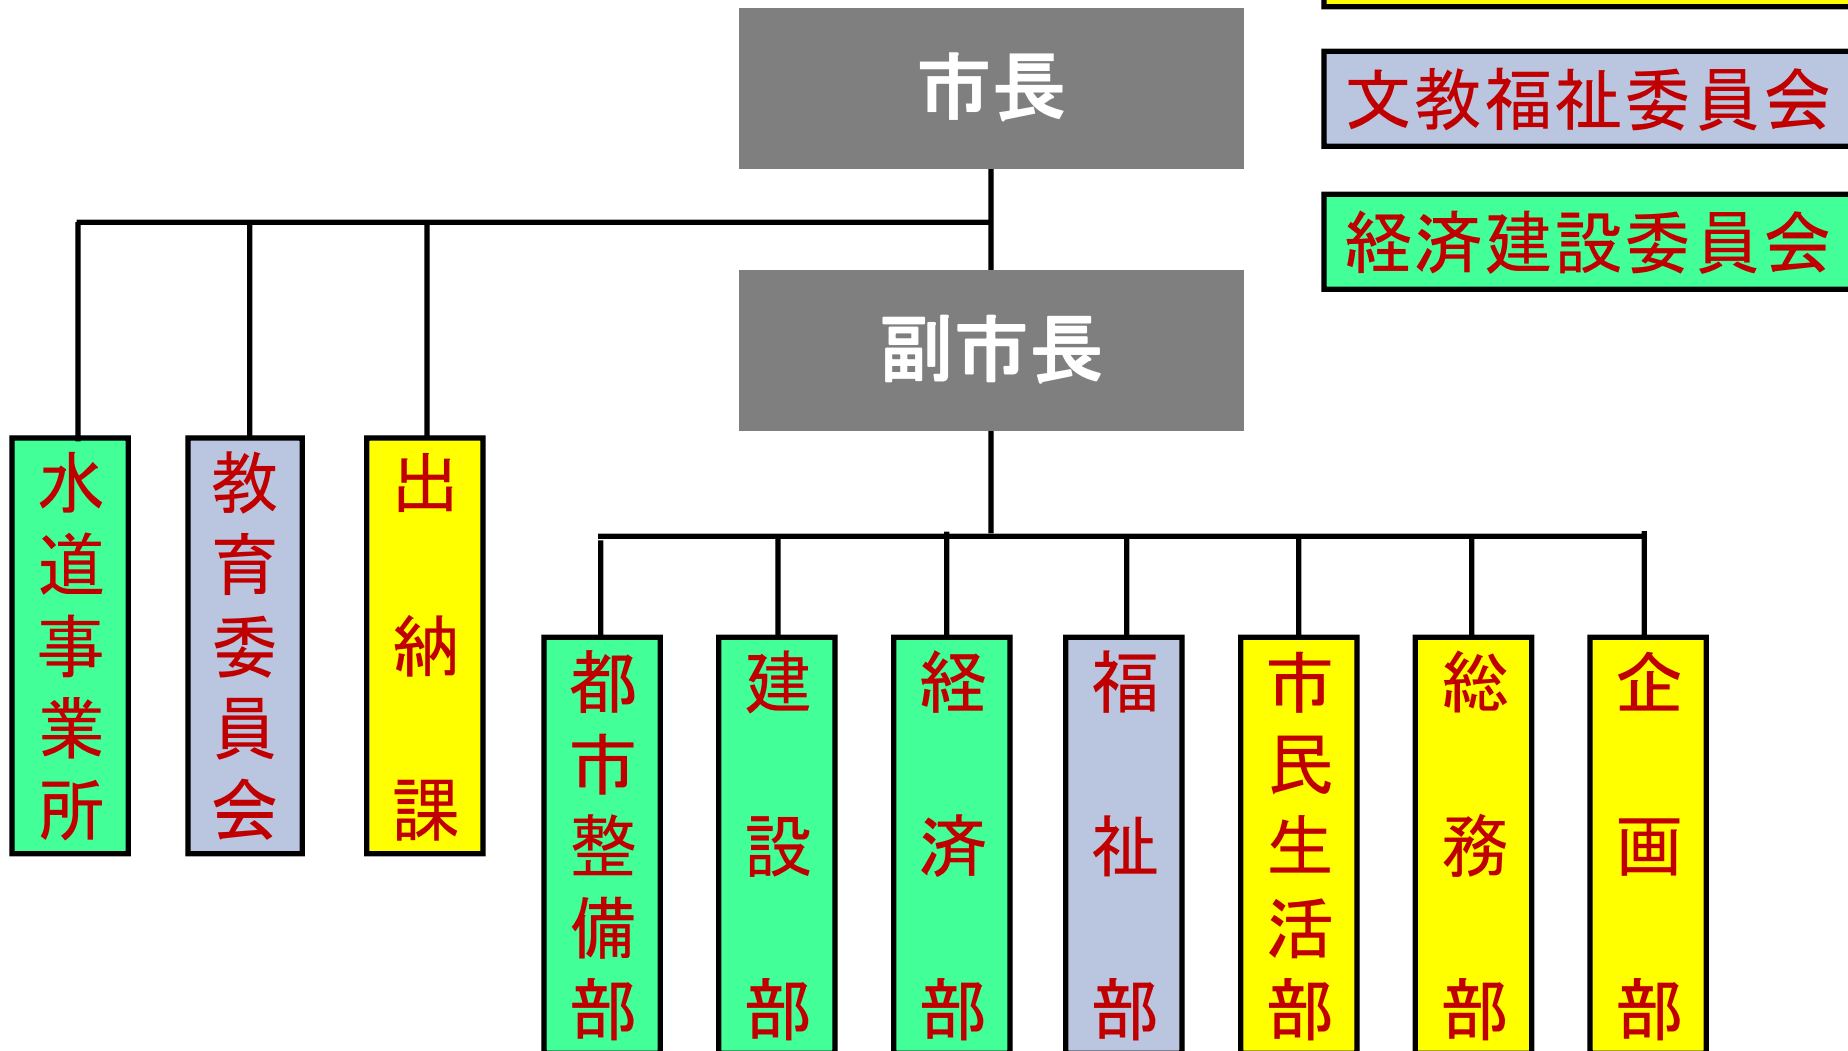 市長
文教福祉委員会
経済建設委員会
副市長
水道事業所
教育委員会
出納課
都市整備部
建設部
経済部
福祉部
市民生活部
総務部
企画部